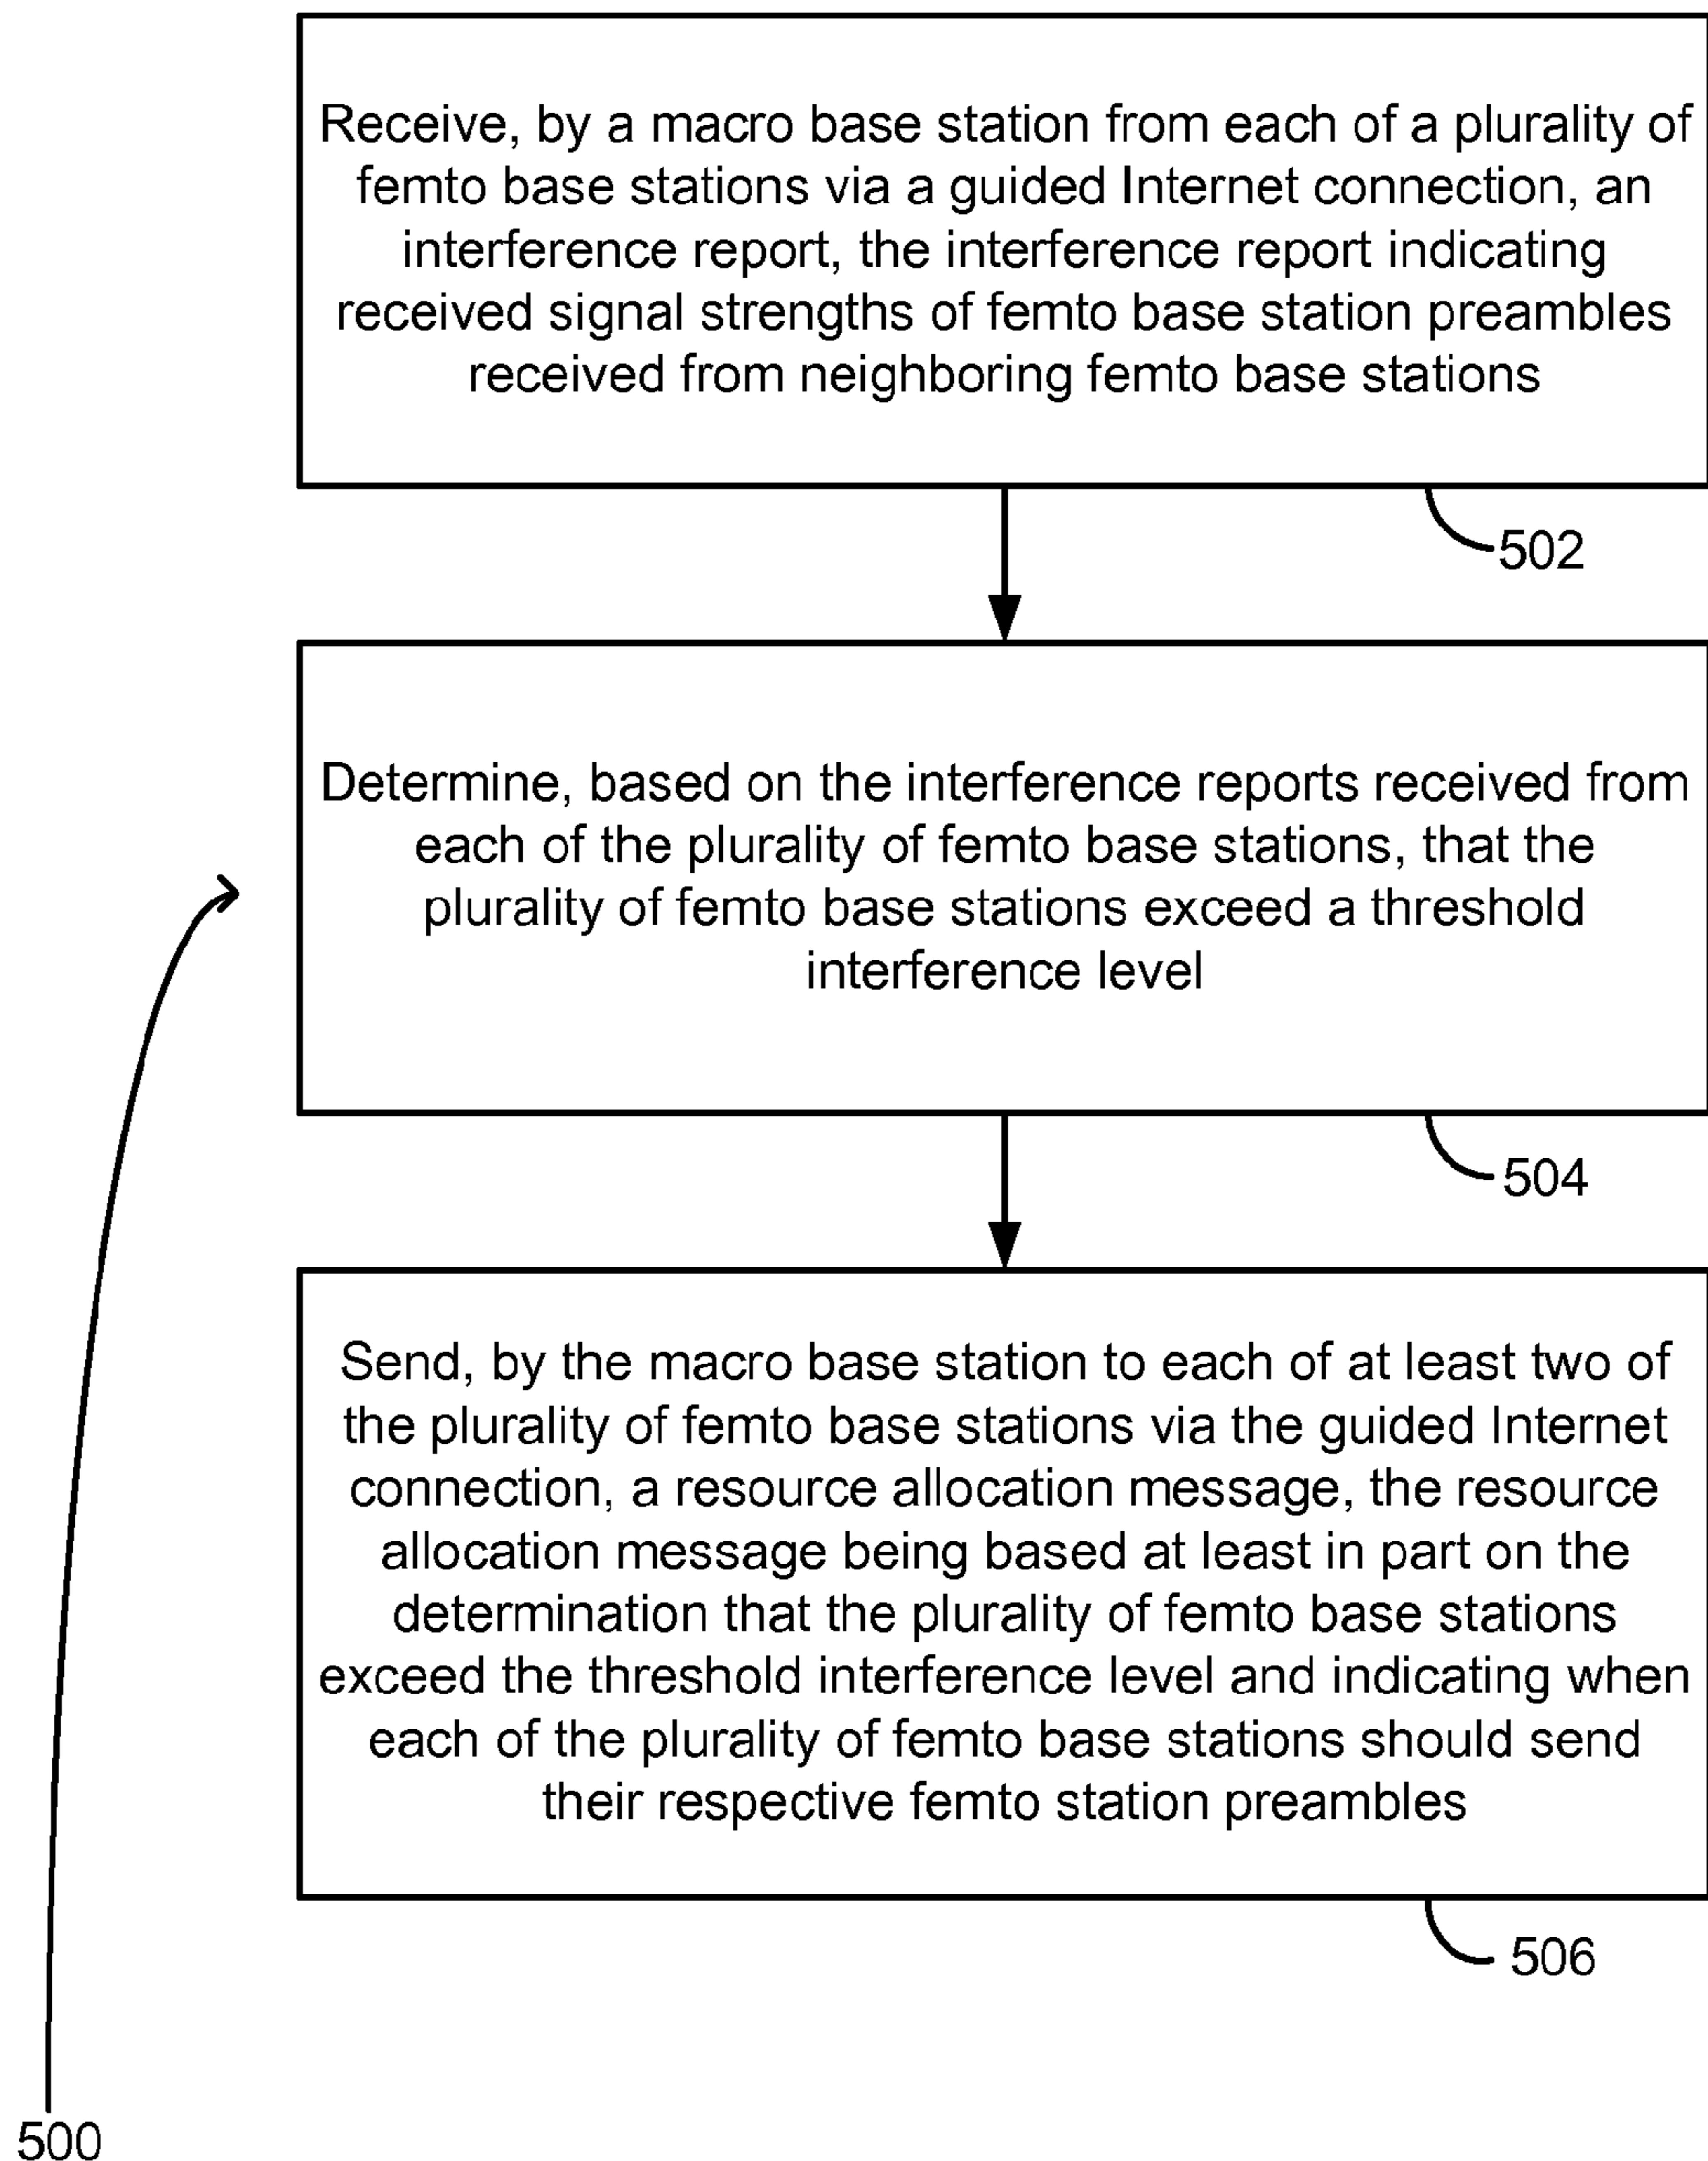 Receive, by a macro base station from each of a plurality of
femto base stations via a guided Internet connection, an
interference report, the interference report indicating
received signal strengths of femto base station preambles
received from neighboring femto base stations
502
Determine, based on the interference reports received from
each of the plurality of femto base stations, that the
plurality of femto base stations exceed a threshold
interference level
504
Send, by the macro base station to each of at least two of
the plurality of femto base stations via the guided Internet
connection, a resource allocation message, the resource
allocation message being based at least in part on the
determination that the plurality of femto base stations
exceed the threshold interference level and indicating when
each of the plurality of femto base stations should send
their respective femto station preambles
506
500